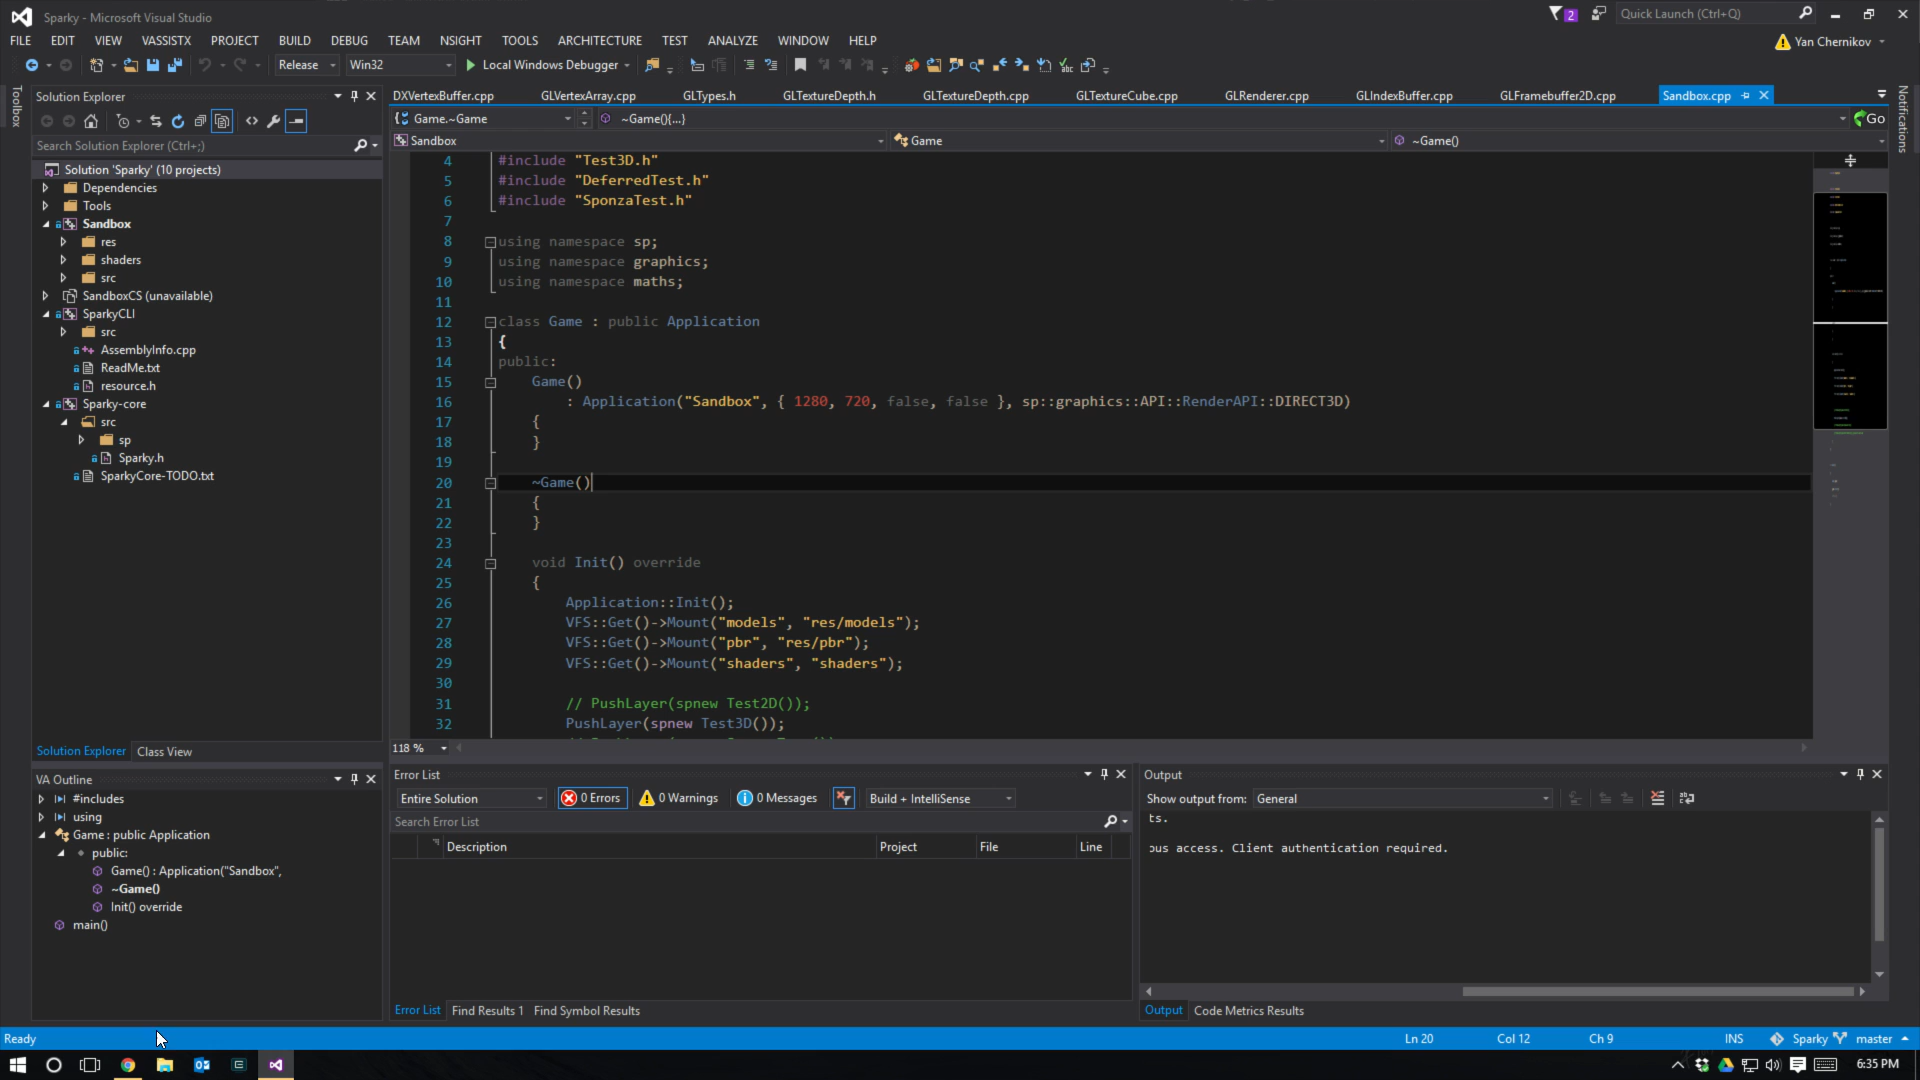 Sparky - Microsoft Visual Studio
2
Quick Launch (Ctrl+Q)
FILE EDIT VIEW VASSISTX PROJECT BUILD DEBUG TEAM NSIGHT TOOLS ARCHITECTURE TEST ANALYZE WINDOW HELP
Yan Chernikov
Release Win32 Local Windows Debugger
Toolbox
Solution Explorer
Search Solution Explorer (Ctrl+;)
Solution 'Sparky' (10 projects)
Dependencies
Tools
Sandbox
res
shaders
src
SandboxCS (unavailable)
SparkyCLI
src
AssemblyInfo.cpp
ReadMe.txt
resource.h
Sparky-core
src
sp
Sparky.h
SparkyCore-TODO.txt
Solution Explorer Class View
VA Outline
#includes
using
Game : public Application
public:
Game() : Application("Sandbox",
~Game()
Init() override
main()
DXVertexBuffer.cpp GLVertexArray.cpp GLTypes.h GLTextureDepth.h GLTextureDepth.cpp GLTextureCube.cpp GLRenderer.cpp GLIndexBuffer.cpp GLFramebuffer2D.cpp Sandbox.cpp
Game.~Game ~Game(){...} Go
Sandbox Game ~Game()
4 #include "Test3D.h"
5 #include "DeferredTest.h"
6 #include "SponzaTest.h"
7
8 using namespace sp;
9 using namespace graphics;
10 using namespace maths;
11
12 class Game : public Application
13 {
14 public:
15 Game()
16 : Application("Sandbox", { 1280, 720, false, false }, sp::graphics::API::RenderAPI::DIRECT3D)
17 {
18 }
19
20 ~Game()
21 {
22 }
23
24 void Init() override
25 {
26 Application::Init();
27 VFS::Get()->Mount("models", "res/models");
28 VFS::Get()->Mount("pbr", "res/pbr");
29 VFS::Get()->Mount("shaders", "shaders");
30
31 // PushLayer(spnew Test2D());
32 PushLayer(spnew Test3D());
118 %
Notifications
Error List
Entire Solution 0 Errors 0 Warnings 0 Messages Build + IntelliSense
Search Error List
Description Project File Line
Error List Find Results 1 Find Symbol Results
Output
Show output from: General
ts.
ous access. Client authentication required.
Output Code Metrics Results
Ready Ln 20 Col 12 Ch 9 INS Sparky master
6:35 PM